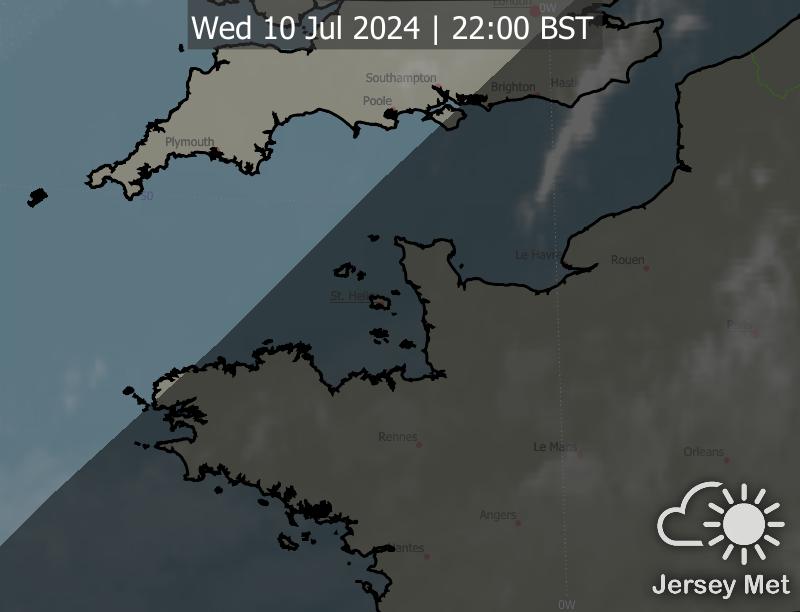 London
0W
Wed 10 Jul 2024 | 22:00 BST
Southampton
Brighton
Poole
Plymouth
50
Le Havre
Rouen
St. Helier
Paris
Rennes
Le Mans
Orleans
Angers
Nantes
Jersey Met
0W